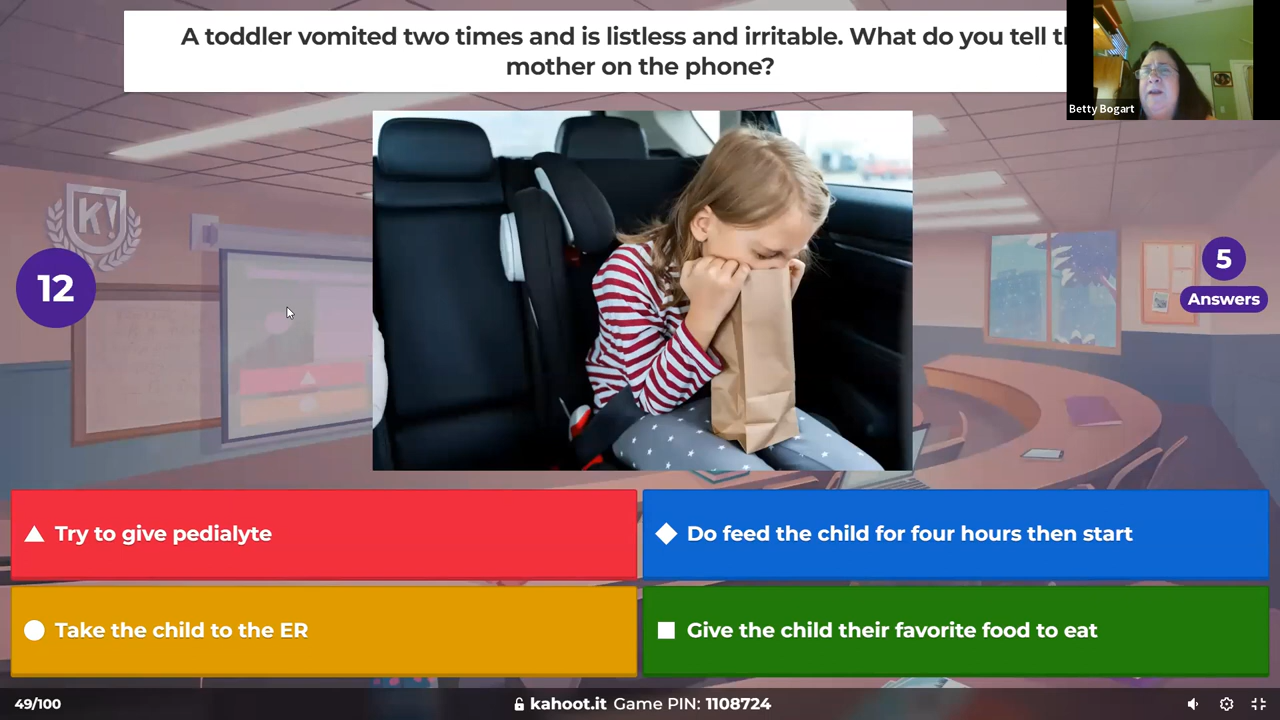 A toddler vomited two times and is listless and irritable. What do you tell
mother on the phone?
Betty Bogart
K!
12
5
Answers
Try to give pedialyte
Do feed the child for four hours then start
Take the child to the ER
Give the child their favorite food to eat
49/100
kahoot.it Game PIN: 1108724